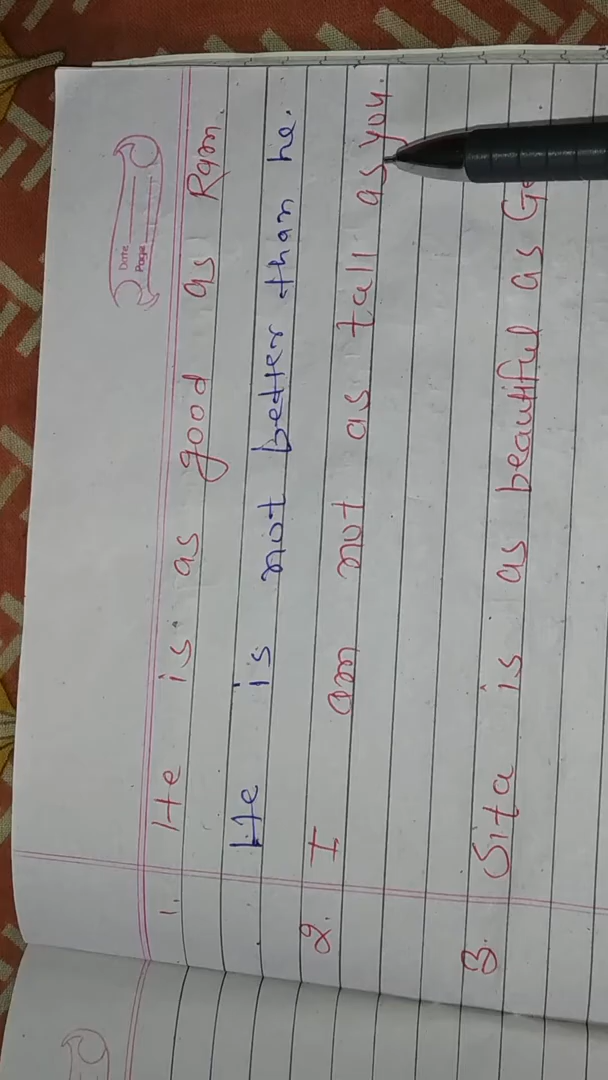 Date
Page
1. He is as good as Ram.
He is not better than he.
2. I am not as tall as you.
3. Sita is as beautiful as